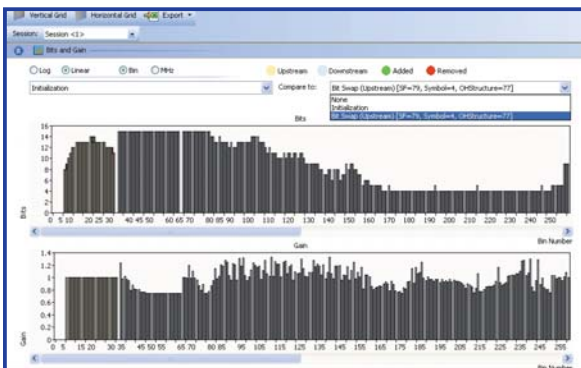 Vertical Grid Horizontal Grid Export
Session: Session <1>
Bits and Gain
Log Linear Bin MHz Upstream Downstream Added Removed
Initialization Compare to: Bit Swap (Upstream) [SF=79, Symbol=4, OHStructure=77]
None
Initialization
Bit Swap (Upstream) [SF=79, Symbol=4, OHStructure=77]
Bits
16
14
12
10
8
6
4
2
0
Bits
0 5 10 20 25 30 40 45 50 55 60 65 70 80 85 90 100 110 120 130 140 150 160 170 180 190 200 210 220 230 240 250
Bin Number
Gain
1.4
1.2
1
0.8
0.6
0.4
0.2
0
Gain
0 5 15 20 30 35 45 50 55 65 75 85 95 105 115 125 135 145 155 165 175 185 195 205 215 225 235 245 255
Bin Number